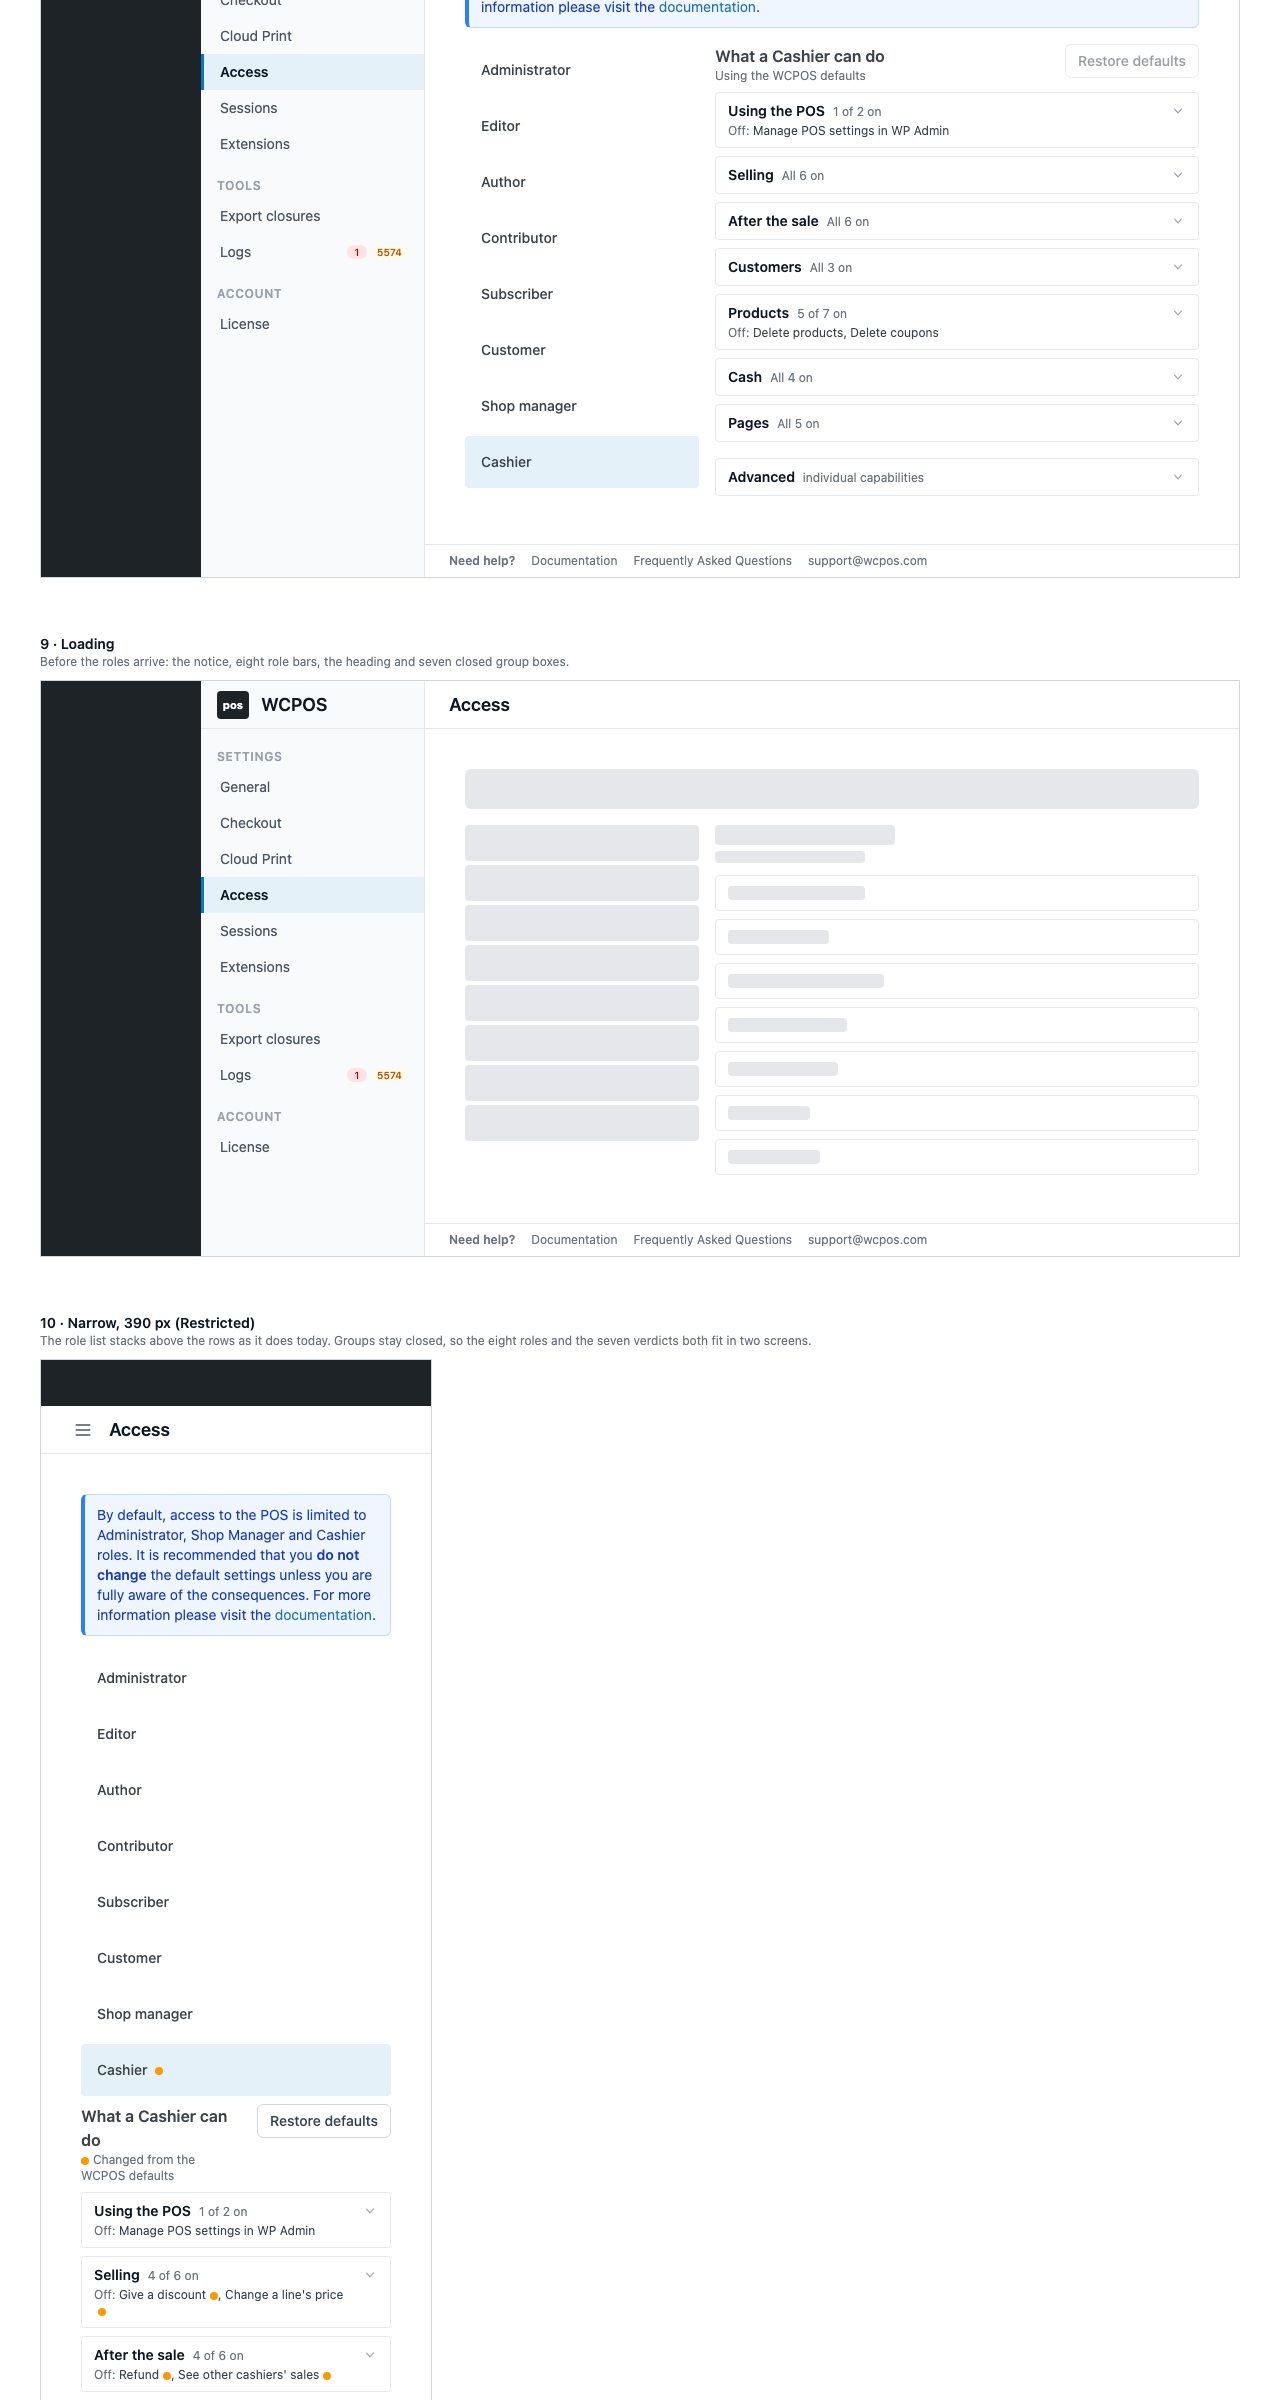 Checkout
information please visit the documentation.
Cloud Print
Access
Sessions
Extensions
TOOLS
Export closures
Logs 1 5574
ACCOUNT
License
Administrator
Editor
Author
Contributor
Subscriber
Customer
Shop manager
Cashier
What a Cashier can do
Using the WCPOS defaults
Restore defaults
Using the POS 1 of 2 on
Off: Manage POS settings in WP Admin
Selling All 6 on
After the sale All 6 on
Customers All 3 on
Products 5 of 7 on
Off: Delete products, Delete coupons
Cash All 4 on
Pages All 5 on
Advanced individual capabilities
Need help? Documentation Frequently Asked Questions support@wcpos.com
9 · Loading
Before the roles arrive: the notice, eight role bars, the heading and seven closed group boxes.
pos WCPOS
Access
SETTINGS
General
Checkout
Cloud Print
Access
Sessions
Extensions
TOOLS
Export closures
Logs 1 5574
ACCOUNT
License
Need help? Documentation Frequently Asked Questions support@wcpos.com
10 · Narrow, 390 px (Restricted)
The role list stacks above the rows as it does today. Groups stay closed, so the eight roles and the seven verdicts both fit in two screens.
Access
By default, access to the POS is limited to
Administrator, Shop Manager and Cashier
roles. It is recommended that you do not
change the default settings unless you are
fully aware of the consequences. For more
information please visit the documentation.
Administrator
Editor
Author
Contributor
Subscriber
Customer
Shop manager
Cashier
What a Cashier can
do
Changed from the
WCPOS defaults
Restore defaults
Using the POS 1 of 2 on
Off: Manage POS settings in WP Admin
Selling 4 of 6 on
Off: Give a discount , Change a line's price
After the sale 4 of 6 on
Off: Refund , See other cashiers' sales